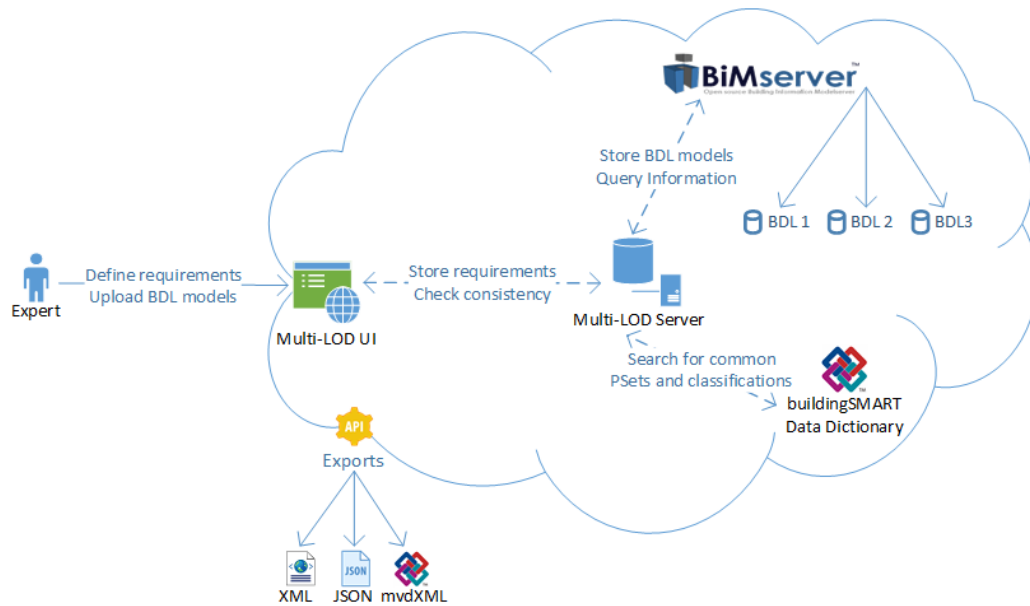 BiMserver™
Open source Building Information Modelserver
Store BDL models
Query Information
BDL 1
BDL 2
BDL3
Define requirements
Upload BDL models
Expert
Store requirements
Check consistency
Multi-LOD UI
Multi-LOD Server
Search for common
PSets and classifications
buildingSMART
Data Dictionary
API
Exports
JSON
XML
JSON
mvdXML